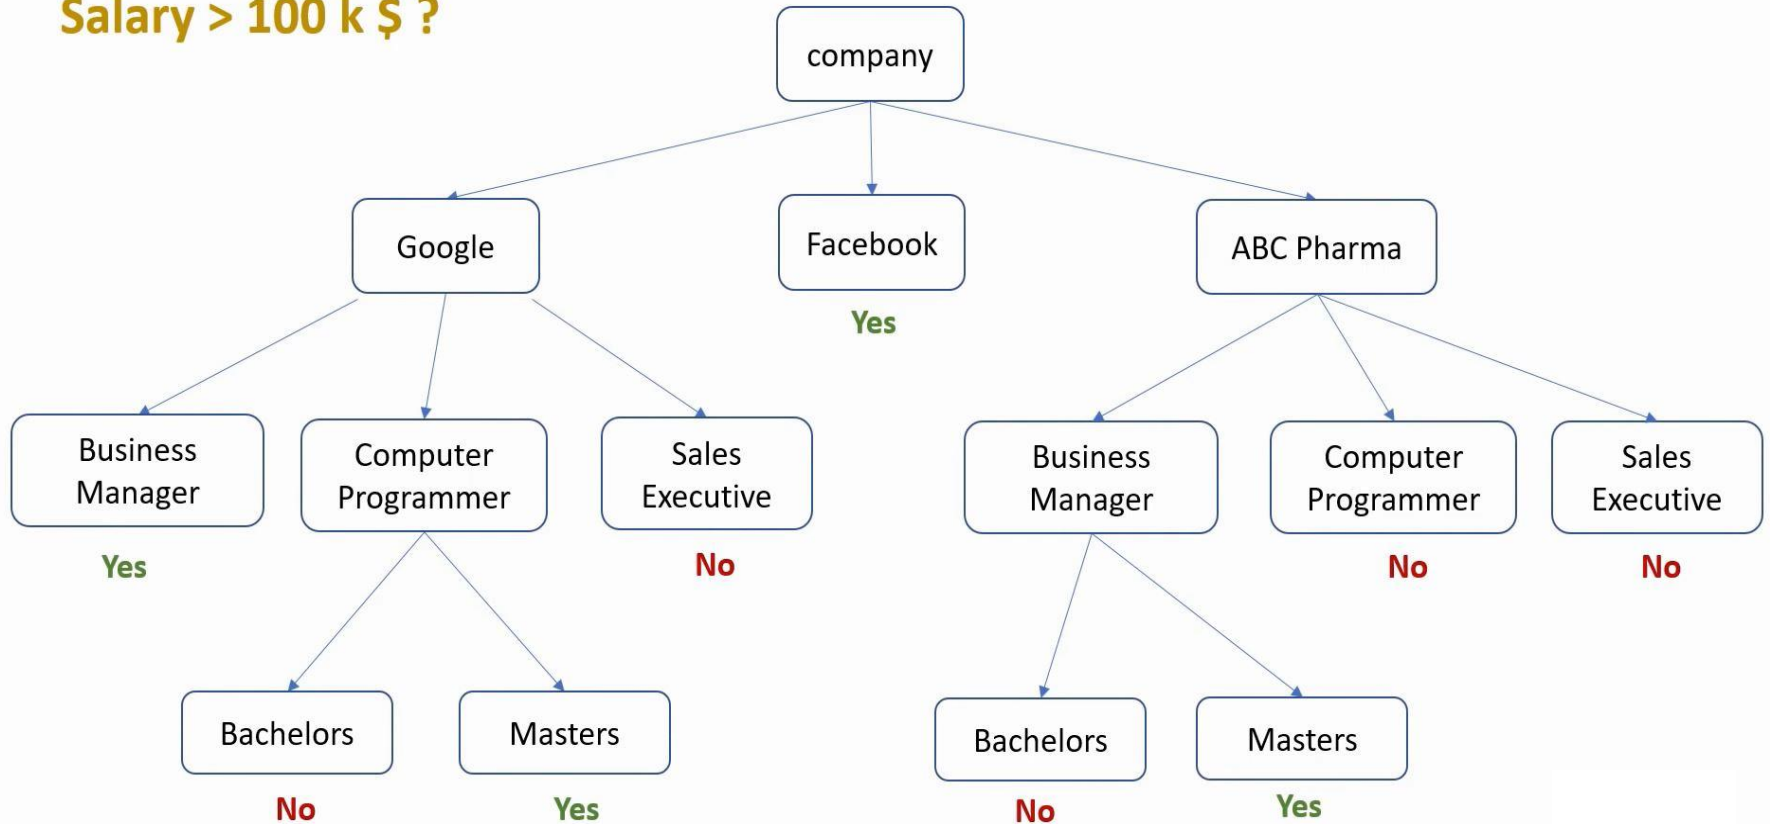 Salary > 100 k $ ?
company
Google
Facebook
ABC Pharma
Yes
Business
Manager
Computer
Programmer
Sales
Executive
Business
Manager
Computer
Programmer
Sales
Executive
Yes
No
No
No
Bachelors
Masters
Bachelors
Masters
No
Yes
No
Yes